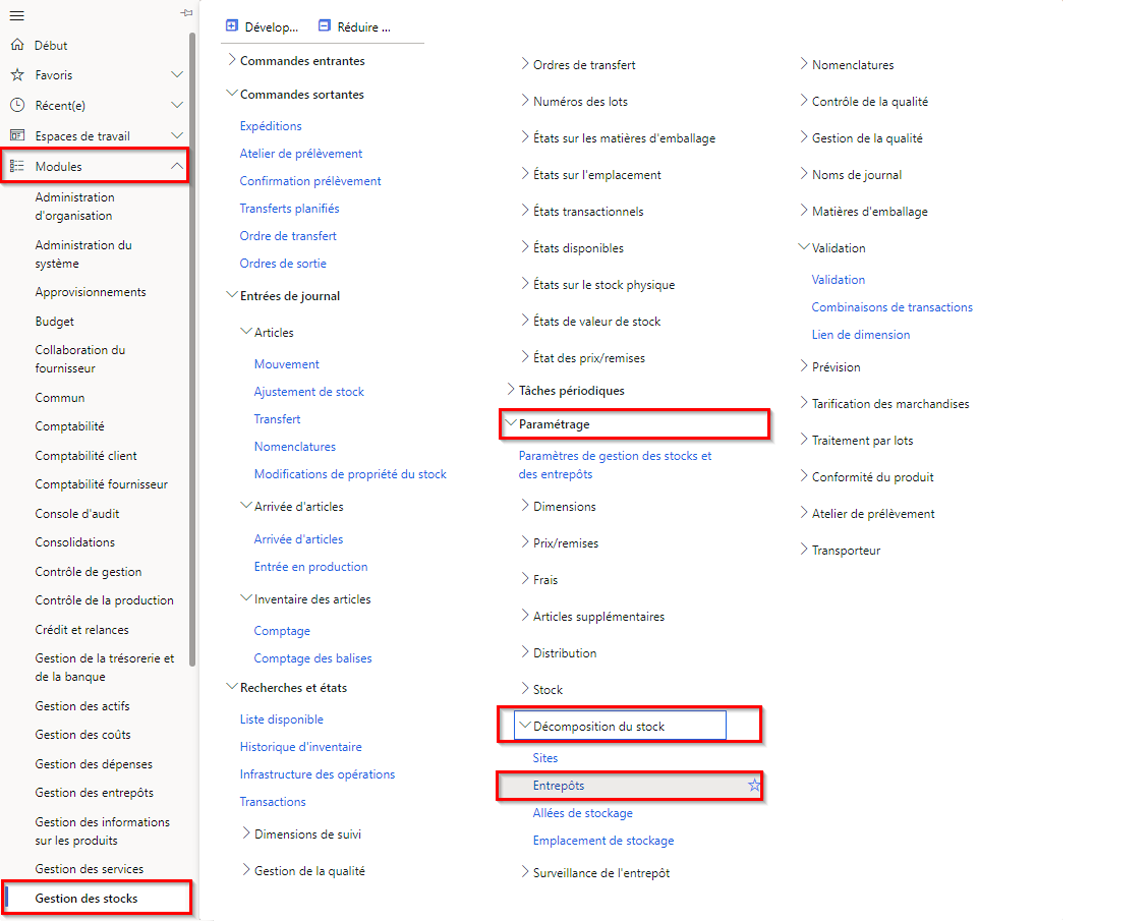 Début
Favoris
Récent(e)
Espaces de travail
Modules
Administration
d'organisation
Administration du
système
Approvisionnements
Budget
Collaboration du
fournisseur
Commun
Comptabilité
Comptabilité client
Comptabilité fournisseur
Console d'audit
Consolidations
Contrôle de gestion
Contrôle de la production
Crédit et relances
Gestion de la trésorerie et
de la banque
Gestion des actifs
Gestion des coûts
Gestion des dépenses
Gestion des entrepôts
Gestion des informations
sur les produits
Gestion des services
Gestion des stocks
Dévelop... Réduire ...
Commandes entrantes
Commandes sortantes
Expéditions
Atelier de prélèvement
Confirmation prélèvement
Transferts planifiés
Ordre de transfert
Ordres de sortie
Entrées de journal
Articles
Mouvement
Ajustement de stock
Transfert
Nomenclatures
Modifications de propriété du stock
Arrivée d'articles
Arrivée d'articles
Entrée en production
Inventaire des articles
Comptage
Comptage des balises
Recherches et états
Liste disponible
Historique d'inventaire
Infrastructure des opérations
Transactions
Dimensions de suivi
Gestion de la qualité
Ordres de transfert
Numéros des lots
États sur les matières d'emballage
États sur l'emplacement
États transactionnels
États disponibles
États sur le stock physique
États de valeur de stock
État des prix/remises
Tâches périodiques
Paramétrage
Paramètres de gestion des stocks et
des entrepôts
Dimensions
Prix/remises
Frais
Articles supplémentaires
Distribution
Stock
Décomposition du stock
Sites
Entrepôts
Allées de stockage
Emplacement de stockage
Surveillance de l'entrepôt
Nomenclatures
Contrôle de la qualité
Gestion de la qualité
Noms de journal
Matières d'emballage
Validation
Validation
Combinaisons de transactions
Lien de dimension
Prévision
Tarification des marchandises
Traitement par lots
Conformité du produit
Atelier de prélèvement
Transporteur